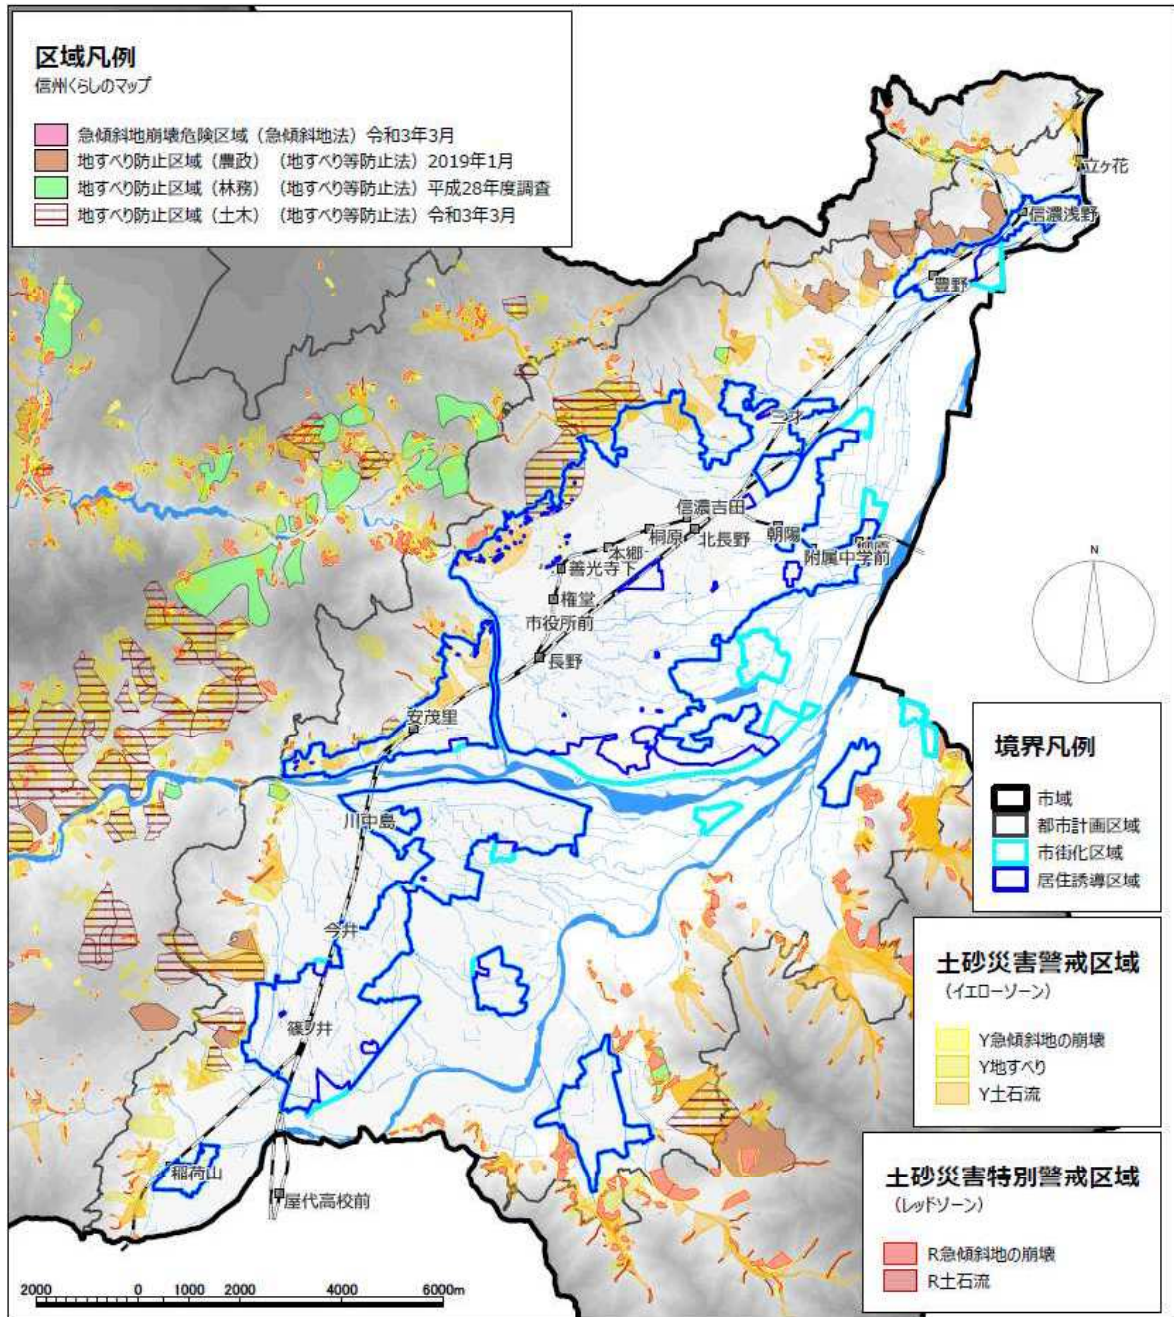 区域凡例
信州くらしのマップ
急傾斜地崩壊危険区域（急傾斜地法）令和3年3月
地すべり防止区域（農政）（地すべり等防止法）2019年1月
地すべり防止区域（林務）（地すべり等防止法）平成28年度調査
地すべり防止区域（土木）（地すべり等防止法）令和3年3月
立ヶ花
信濃浅野
豊野
三才
信濃吉田
桐原
北長野
朝陽
附属中学前
本郷
善光寺下
権堂
市役所前
長野
安茂里
川中島
今井
篠ノ井
稲荷山
屋代高校前
N
境界凡例
市域
都市計画区域
市街化区域
居住誘導区域
土砂災害警戒区域
（イエローゾーン）
Y急傾斜地の崩壊
Y地すべり
Y土石流
土砂災害特別警戒区域
（レッドゾーン）
R急傾斜地の崩壊
R土石流
2000 0 2000 4000 6000m